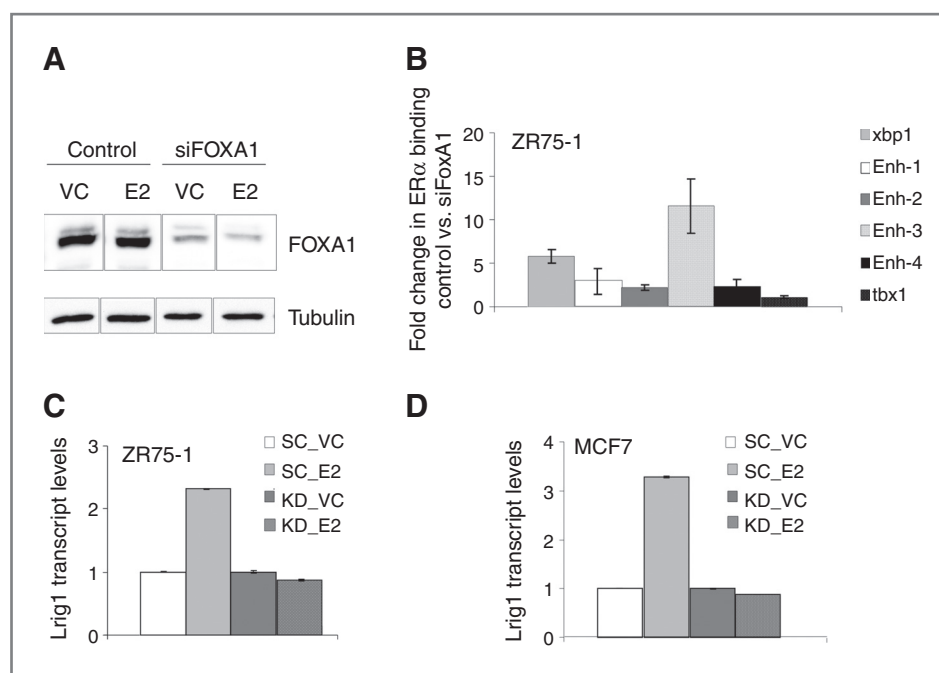 A
Control siFOXA1
VC E2 VC E2
FOXA1
Tubulin
B
Fold change in ERα binding
control vs. siFoxA1
20
15
10
5
0
ZR75-1
xbp1
Enh-1
Enh-2
Enh-3
Enh-4
tbx1
C
Lrig1 transcript levels
3
2
1
0
ZR75-1
SC_VC
SC_E2
KD_VC
KD_E2
D
Lrig1 transcript levels
4
3
2
1
0
MCF7
SC_VC
SC_E2
KD_VC
KD_E2